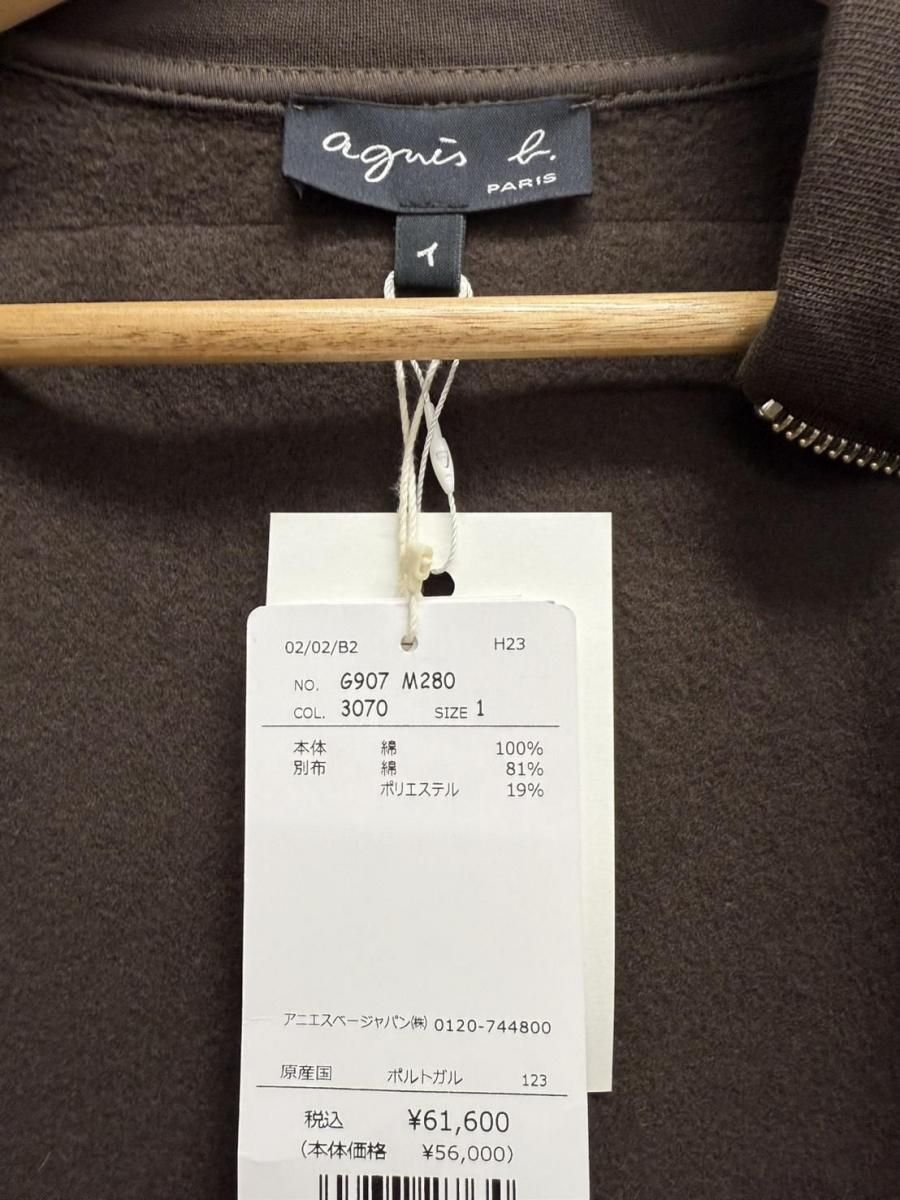 agnès b.
PARIS
1
02/02/B2 H23
NO. G907 M280
COL. 3070 SIZE 1
本体 綿 100%
別布 綿 81%
ポリエステル 19%
アニエスベージャパン㈱ 0120-744800
原産国 ポルトガル 123
税込 ¥61,600
(本体価格 ¥56,000)